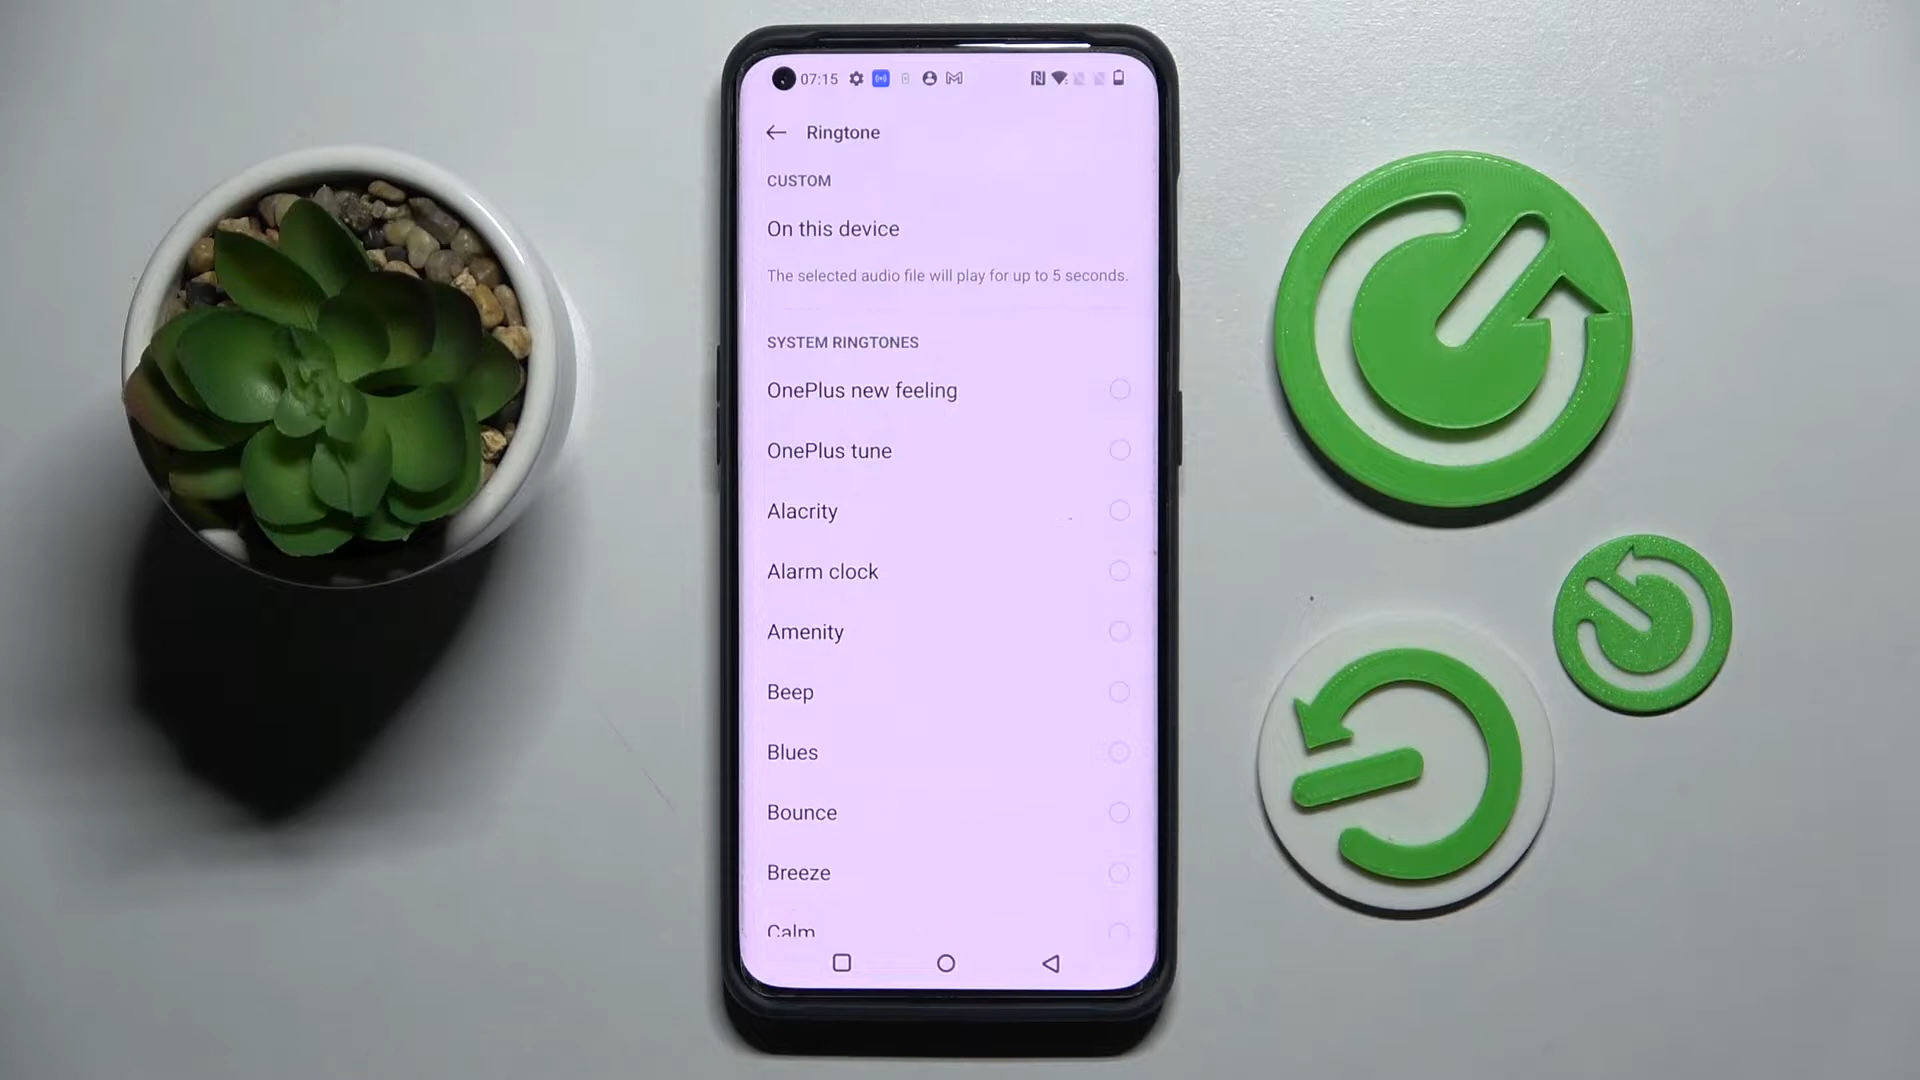 07:15
Ringtone
CUSTOM
On this device
The selected audio file will play for up to 5 seconds.
SYSTEM RINGTONES
OnePlus new feeling
OnePlus tune
Alacrity
Alarm clock
Amenity
Beep
Blues
Bounce
Breeze
Calm